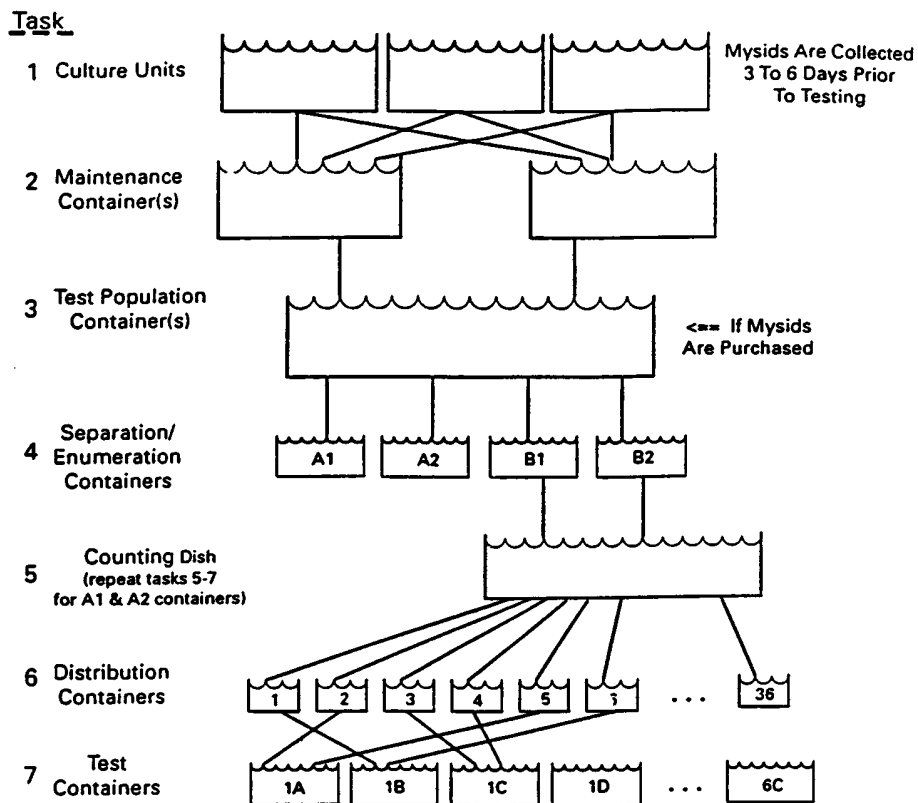 Task
1 Culture Units
Mysids Are Collected
3 To 6 Days Prior
To Testing
2 Maintenance
Container(s)
3 Test Population
Container(s)
<== If Mysids
Are Purchased
4 Separation/
Enumeration
Containers
A1 A2 B1 B2
5 Counting Dish
(repeat tasks 5-7
for A1 & A2 containers)
6 Distribution
Containers
1 2 3 4 5 ... 36
7 Test
Containers
1A 1B 1C 1D ... 6C